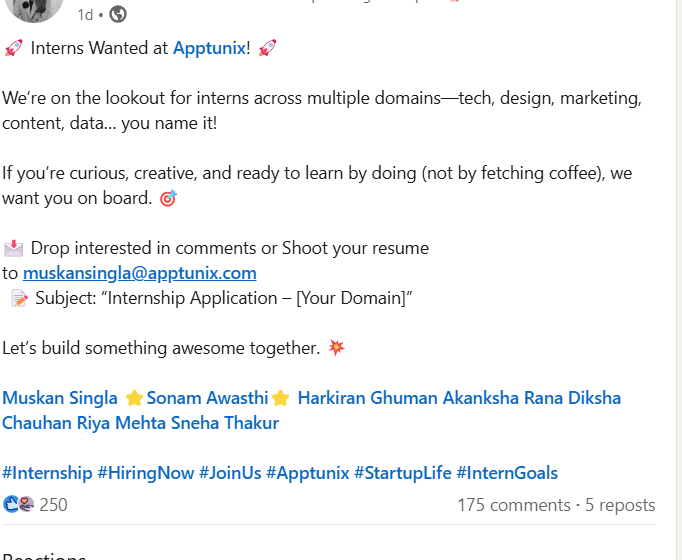 1d •
🚀 Interns Wanted at Apptunix! 🚀
We’re on the lookout for interns across multiple domains—tech, design, marketing,
content, data… you name it!
If you’re curious, creative, and ready to learn by doing (not by fetching coffee), we
want you on board. 🎯
📩 Drop interested in comments or Shoot your resume
to muskansingla@apptunix.com
📝 Subject: “Internship Application – [Your Domain]”
Let’s build something awesome together. 💥
Muskan Singla ⭐Sonam Awasthi⭐ Harkiran Ghuman Akanksha Rana Diksha
Chauhan Riya Mehta Sneha Thakur
#Internship #HiringNow #JoinUs #Apptunix #StartupLife #InternGoals
250 175 comments · 5 reposts
Reactions